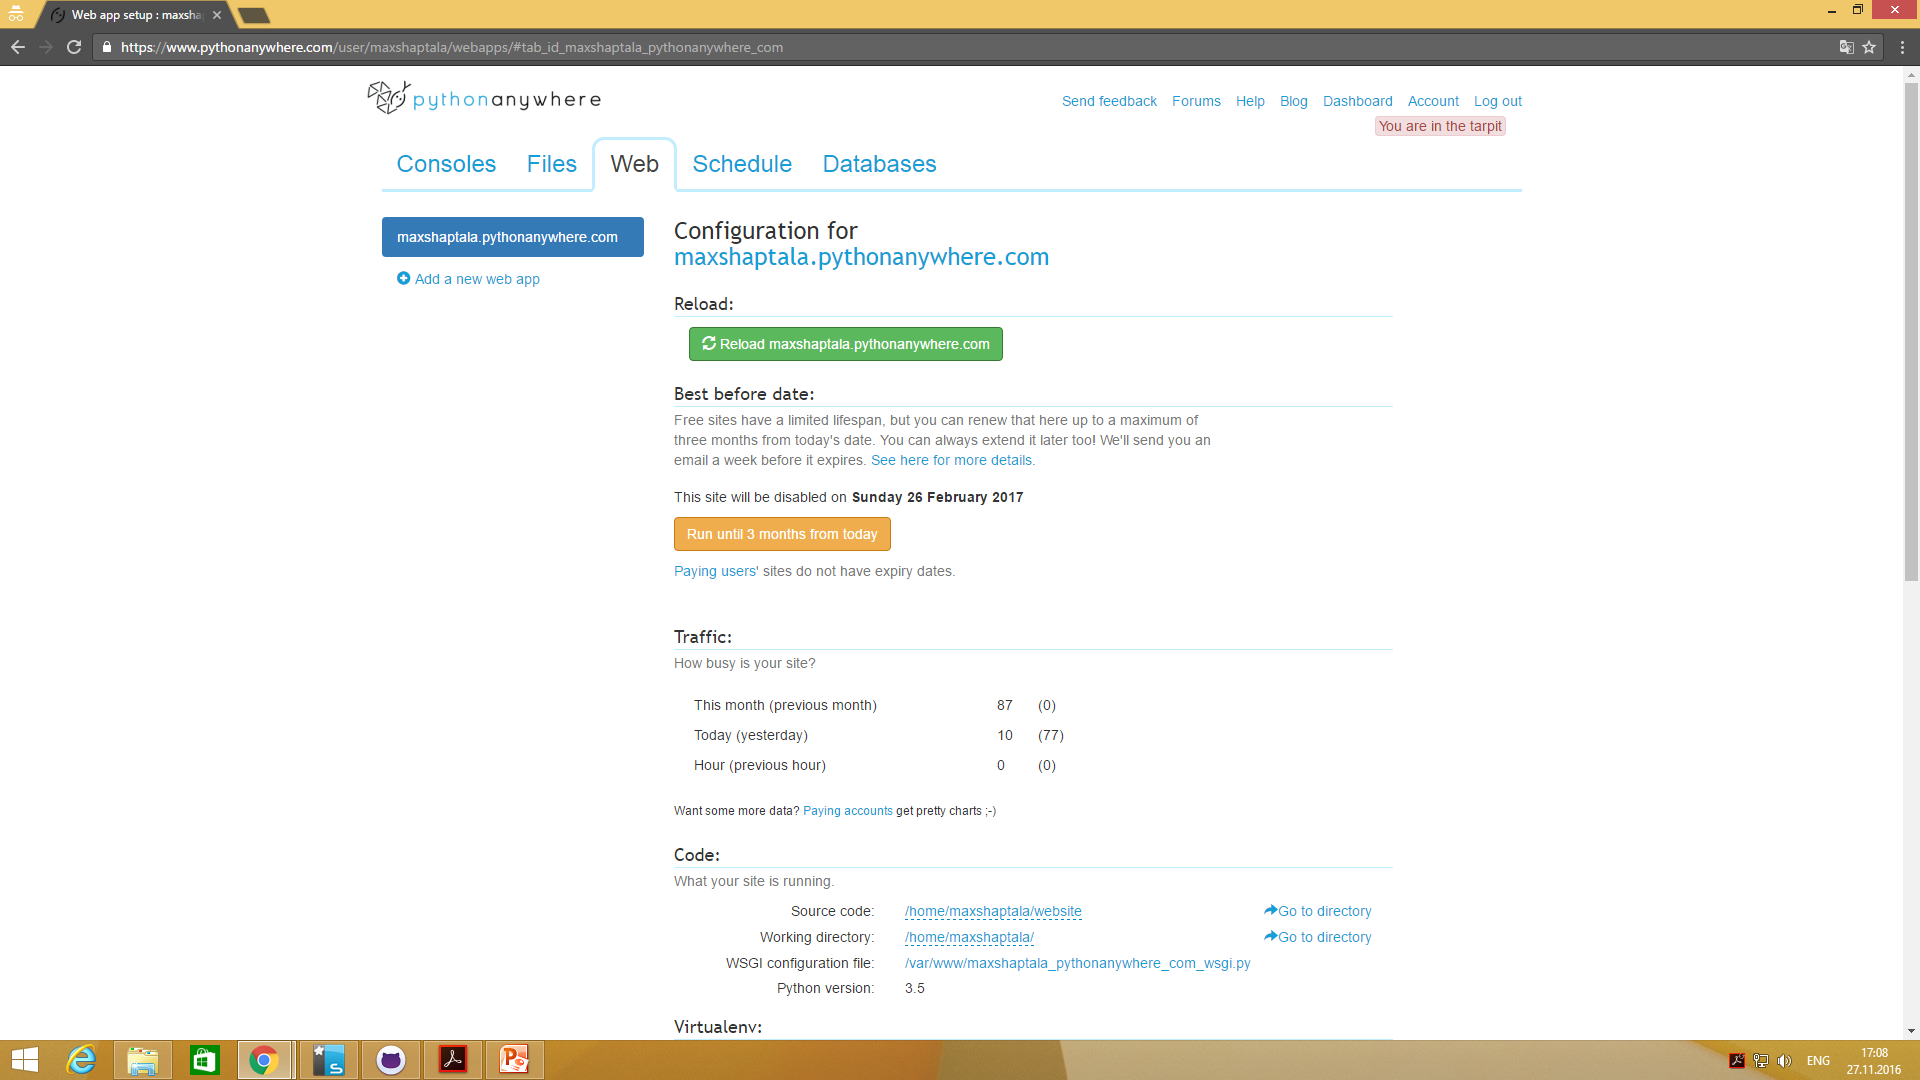 Web app setup : maxsha
https://www.pythonanywhere.com/user/maxshaptala/webapps/#tab_id_maxshaptala_pythonanywhere_com
pythonanywhere
Send feedback Forums Help Blog Dashboard Account Log out
You are in the tarpit
Consoles Files Web Schedule Databases
maxshaptala.pythonanywhere.com
Add a new web app
Configuration for
maxshaptala.pythonanywhere.com
Reload:
Reload maxshaptala.pythonanywhere.com
Best before date:
Free sites have a limited lifespan, but you can renew that here up to a maximum of
three months from today's date. You can always extend it later too! We'll send you an
email a week before it expires. See here for more details.
This site will be disabled on Sunday 26 February 2017
Run until 3 months from today
Paying users' sites do not have expiry dates.
Traffic:
How busy is your site?
This month (previous month) 87 (0)
Today (yesterday) 10 (77)
Hour (previous hour) 0 (0)
Want some more data? Paying accounts get pretty charts ;-)
Code:
What your site is running.
Source code: /home/maxshaptala/website Go to directory
Working directory: /home/maxshaptala/ Go to directory
WSGI configuration file: /var/www/maxshaptala_pythonanywhere_com_wsgi.py
Python version: 3.5
Virtualenv:
ENG
17:08
27.11.2016